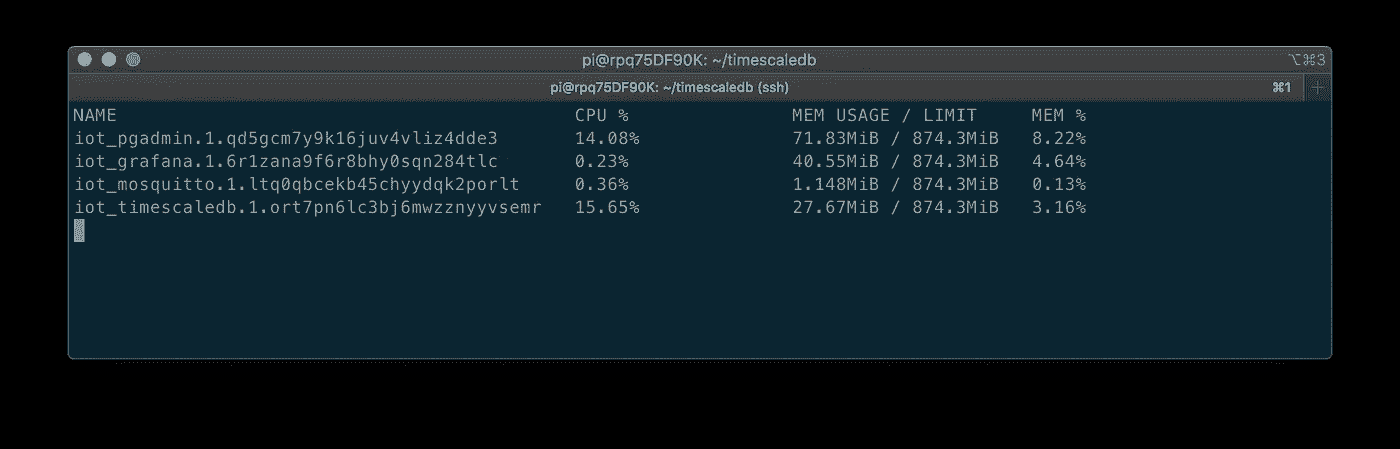 pi@rpq75DF90K: ~/timescaledb ⌥⌘3
pi@rpq75DF90K: ~/timescaledb (ssh) ⌘1 +
NAME CPU % MEM USAGE / LIMIT MEM %
iot_pgadmin.1.qd5gcm7y9k16juv4vliz4dde3 14.08% 71.83MiB / 874.3MiB 8.22%
iot_grafana.1.6r1zana9f6r8bhy0sqn284tlc 0.23% 40.55MiB / 874.3MiB 4.64%
iot_mosquitto.1.ltq0qbcekb45chyydqk2porlt 0.36% 1.148MiB / 874.3MiB 0.13%
iot_timescaledb.1.ort7pn6lc3bj6mwzznyyvsemr 15.65% 27.67MiB / 874.3MiB 3.16%